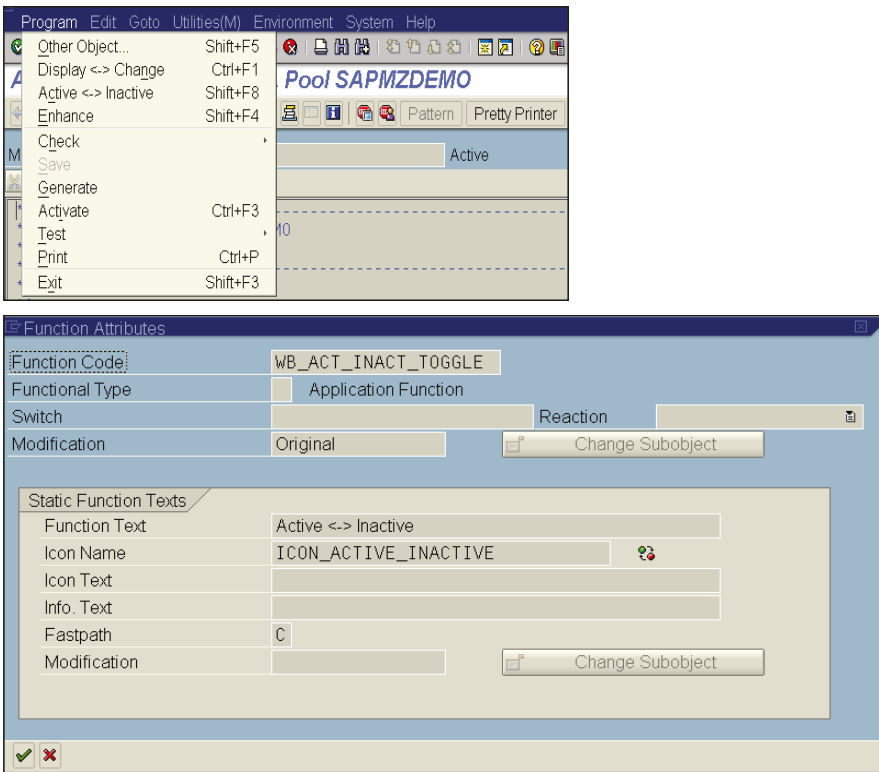 Program Edit Goto Utilities(M) Environment System Help
Other Object... Shift+F5
Display <-> Change Ctrl+F1
A Pool SAPMZDEMO
Active <-> Inactive Shift+F8
Enhance Shift+F4 Pattern Pretty Printer
Check
M Active
Save
Generate
Activate Ctrl+F3
Test
Print Ctrl+P
Exit Shift+F3
Function Attributes
Function Code WB_ACT_INACT_TOGGLE
Functional Type Application Function
Switch Reaction
Modification Original Change Subobject
Static Function Texts
Function Text Active <-> Inactive
Icon Name ICON_ACTIVE_INACTIVE
Icon Text
Info. Text
Fastpath C
Modification Change Subobject